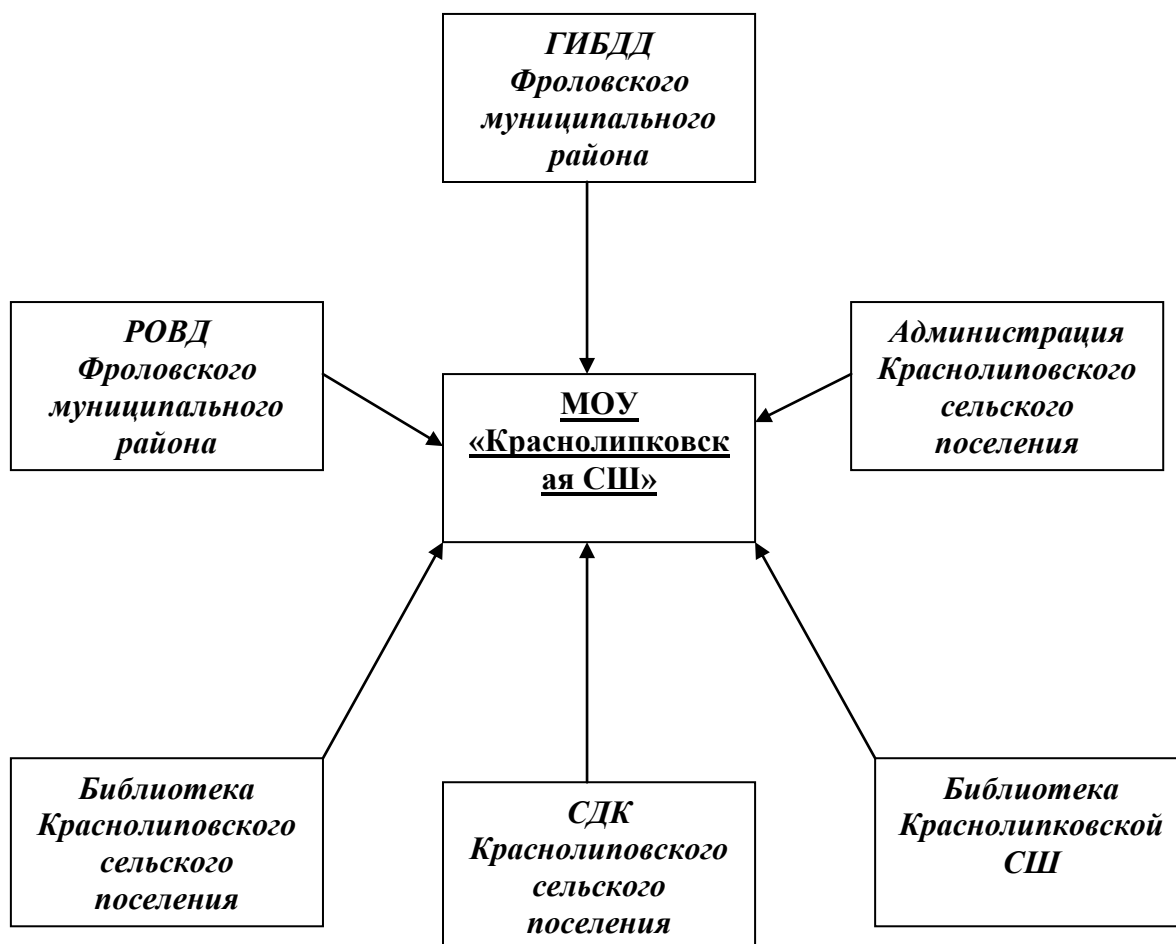 ГИБДД
Фроловского
муниципального
района
РОВД
Фроловского
муниципального
района
МОУ
«Краснолипковск
ая СШ»
Администрация
Краснолиповского
сельского
поселения
Библиотека
Краснолиповского
сельского
поселения
СДК
Краснолиповского
сельского
поселения
Библиотека
Краснолипковской
СШ